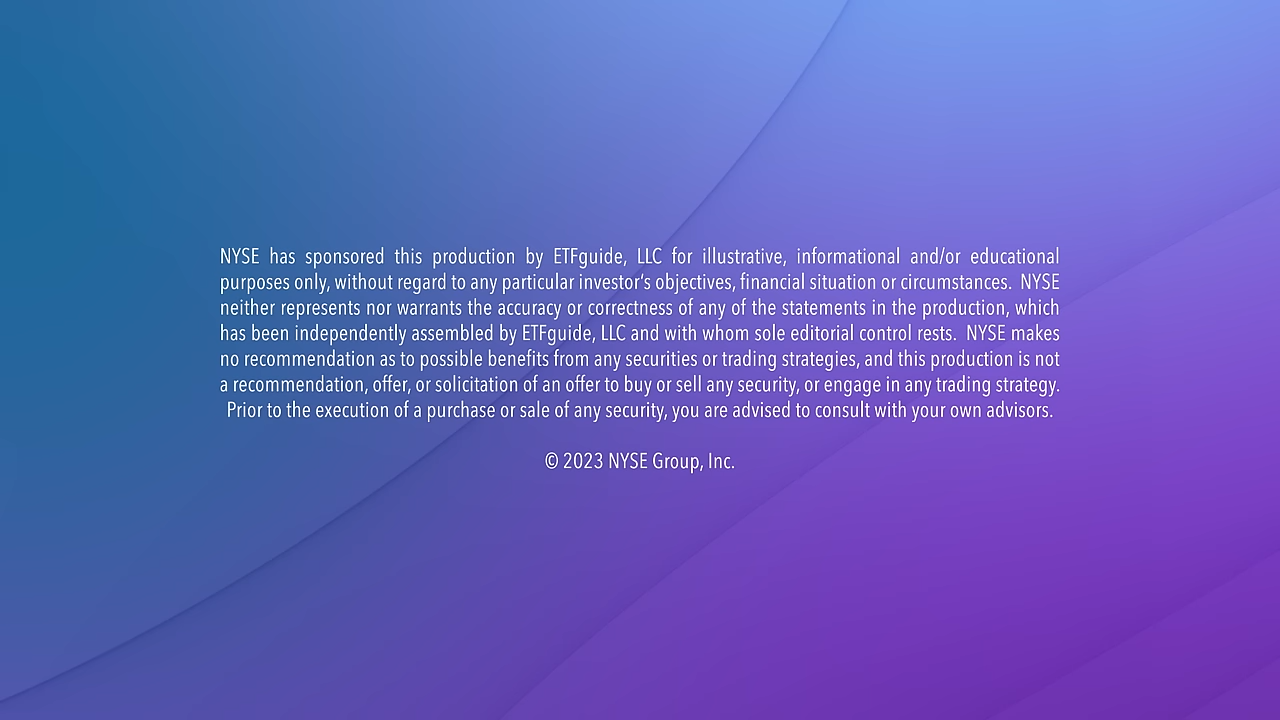 NYSE has sponsored this production by ETFguide, LLC for illustrative, informational and/or educational
purposes only, without regard to any particular investor's objectives, financial situation or circumstances.  NYSE
neither represents nor warrants the accuracy or correctness of any of the statements in the production, which
has been independently assembled by ETFguide, LLC and with whom sole editorial control rests.  NYSE makes
no recommendation as to possible benefits from any securities or trading strategies, and this production is not
a recommendation, offer, or solicitation of an offer to buy or sell any security, or engage in any trading strategy.
Prior to the execution of a purchase or sale of any security, you are advised to consult with your own advisors.
© 2023 NYSE Group, Inc.